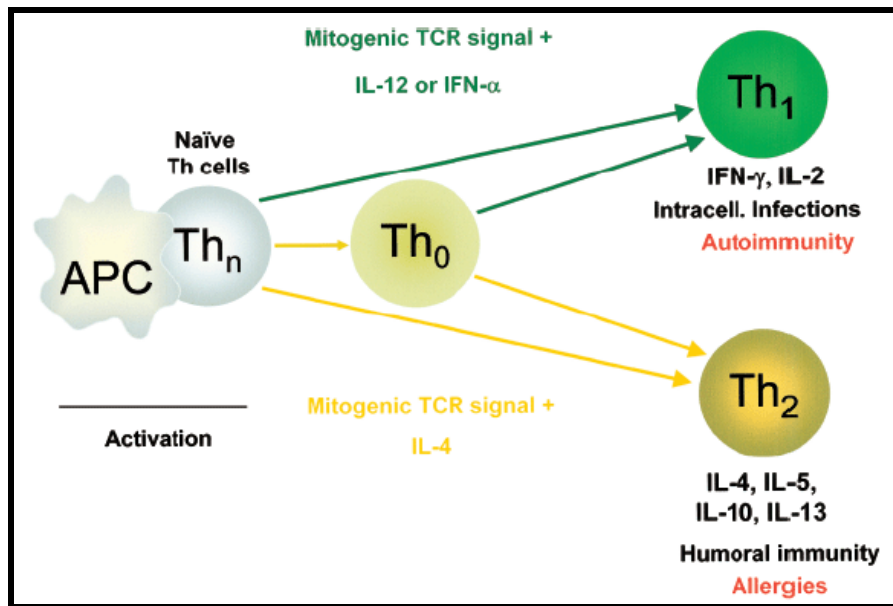 Mitogenic TCR signal +
IL-12 or IFN-α
Naïve
Th cells
APC
Thn
Th0
Th1
IFN-γ, IL-2
Intracell. Infections
Autoimmunity
Activation
Mitogenic TCR signal +
IL-4
Th2
IL-4, IL-5,
IL-10, IL-13
Humoral immunity
Allergies